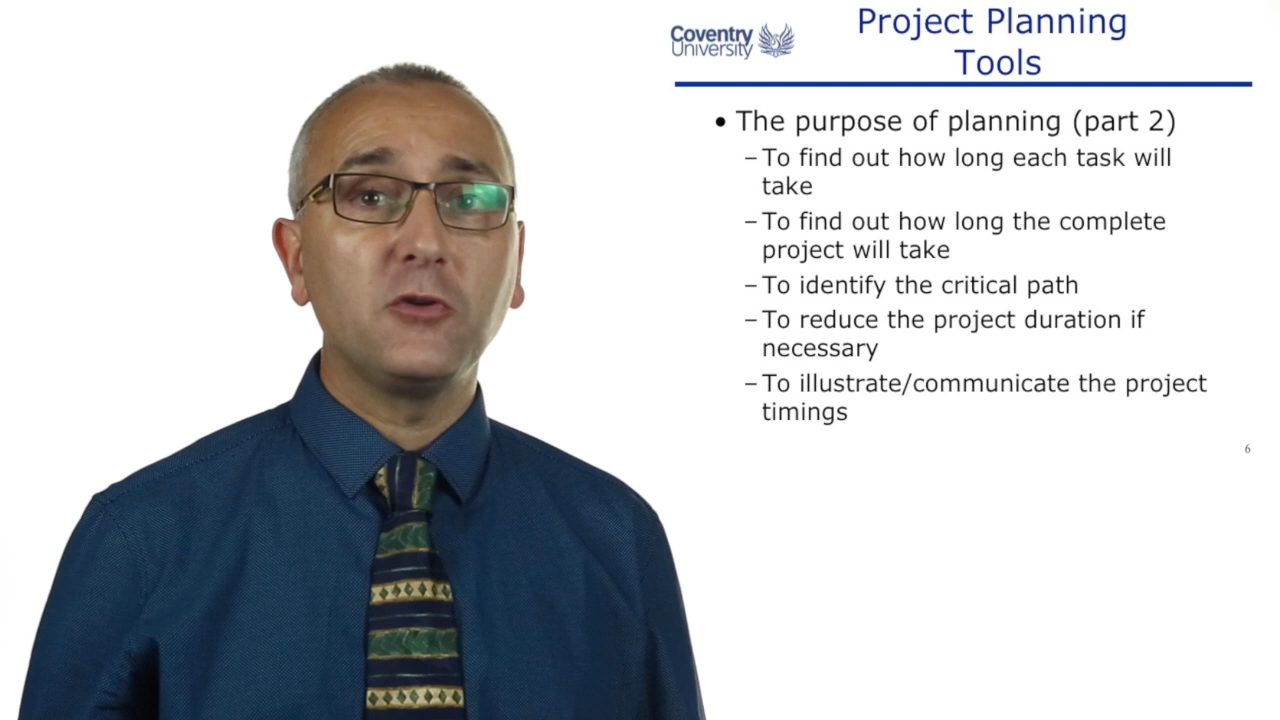 Coventry
University
Project Planning
Tools
• The purpose of planning (part 2)
– To find out how long each task will
take
– To find out how long the complete
project will take
– To identify the critical path
– To reduce the project duration if
necessary
– To illustrate/communicate the project
timings
6